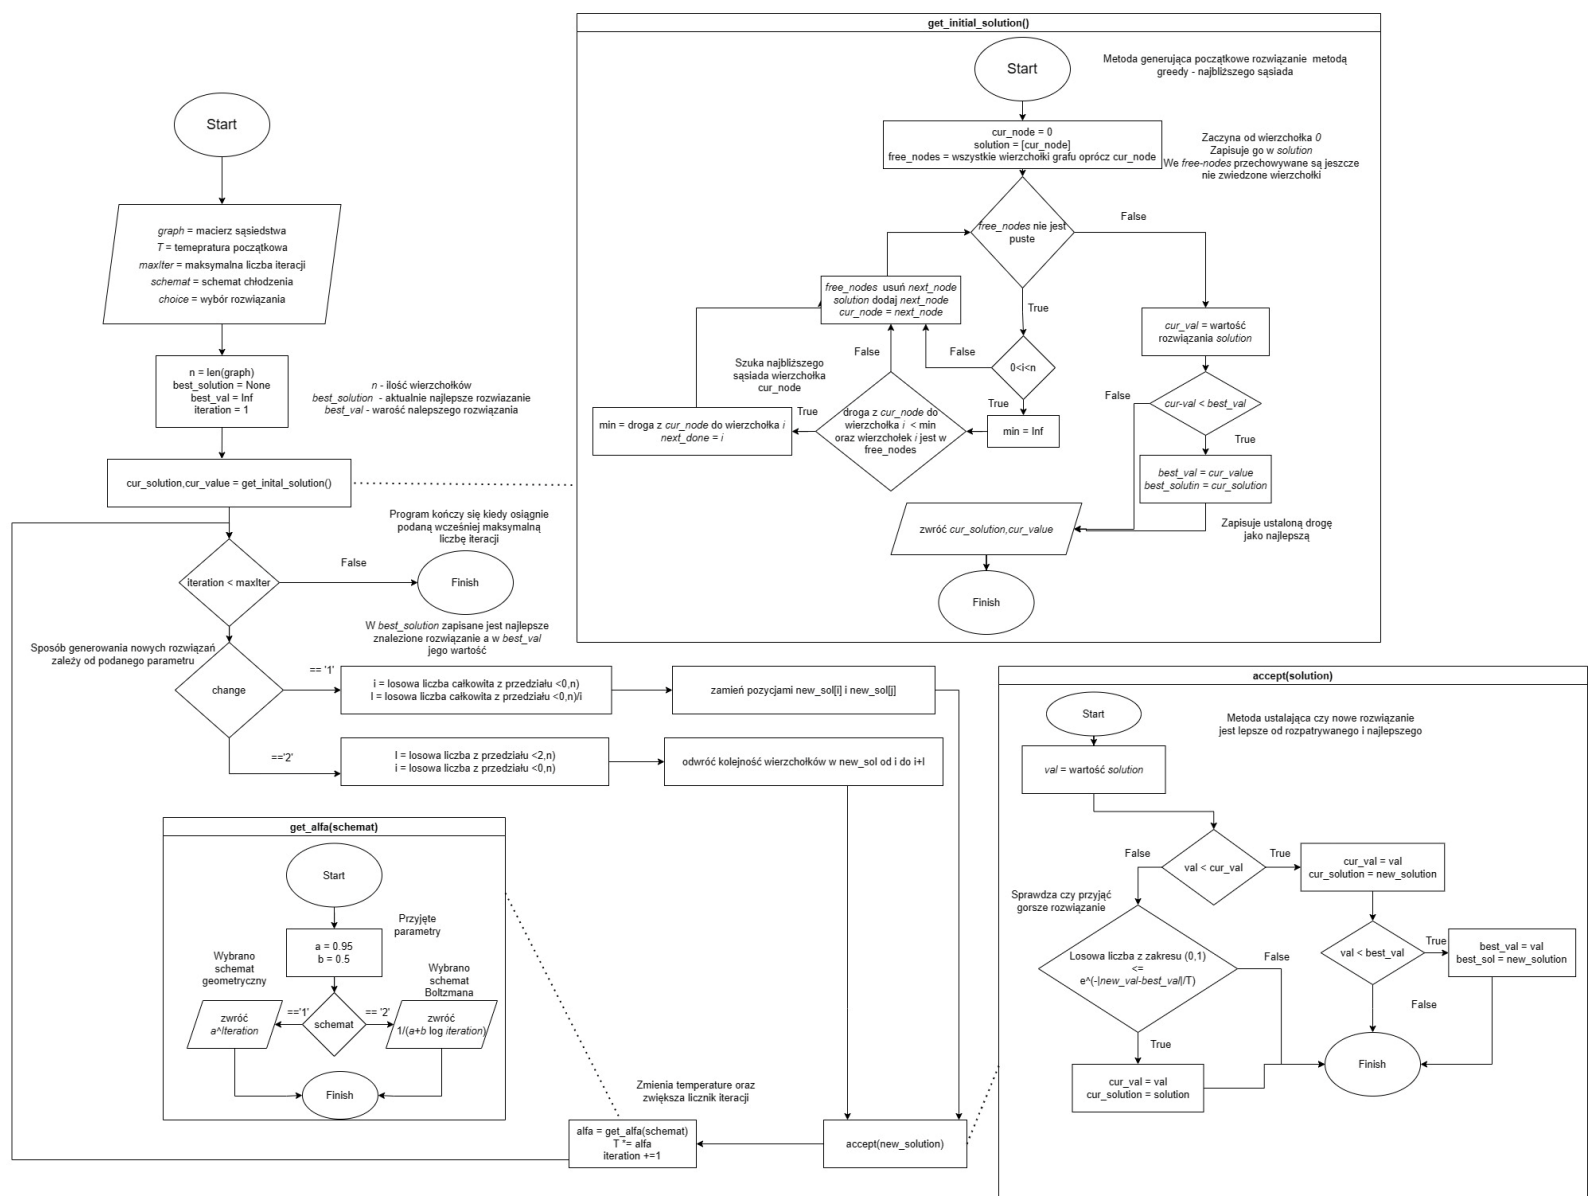 get_initial_solution()
Start
Metoda generująca początkowe rozwiązanie metodą
greedy - najbliższego sąsiada
cur_node = 0
solution = [cur_node]
free_nodes = wszystkie wierzchołki grafu oprócz cur_node
Zaczyna od wierzchołka 0
Zapisuje go w solution
We free-nodes przechowywane są jeszcze
nie zwiedzone wierzchołki
free_nodes nie jest
puste
False
True
free_nodes usuń next_node
solution dodaj next_node
cur_node = next_node
0<i<n
False
False
True
Szuka najbliższego
sąsiada wierzchołka
cur_node
min = Inf
droga z cur_node do
wierzchołka i < min
oraz wierzchołek i jest w
free_nodes
True
min = droga z cur_node do wierzchołka i
next_done = i
cur_val = wartość
rozwiązania solution
cur-val < best_val
False
True
best_val = cur_value
best_solutin = cur_solution
Zapisuje ustaloną drogę
jako najlepszą
zwróć cur_solution,cur_value
Finish
Start
graph = macierz sąsiedstwa
T = temepratura początkowa
maxIter = maksymalna liczba iteracji
schemat = schemat chłodzenia
choice = wybór rozwiązania
n = len(graph)
best_solution = None
best_val = Inf
iteration = 1
n - ilość wierzchołków
best_solution - aktualnie najlepsze rozwiazanie
best_val - warość nalepszego rozwiązania
cur_solution,cur_value = get_inital_solution()
Program kończy się kiedy osiągnie
podaną wcześniej maksymalną
liczbę iteracji
iteration < maxIter
False
Finish
W best_solution zapisane jest najlepsze
znalezione rozwiązanie a w best_val
jego wartość
Sposób generowania nowych rozwiązań
zależy od podanego parametru
change
== '1'
i = losowa liczba całkowita z przedziału <0,n)
l = losowa liczba całkowita z przedziału <0,n)/i
zamień pozycjami new_sol[i] i new_sol[j]
=='2'
l = losowa liczba z przedziału <2,n)
i = losowa liczba z przedziału <0,n)
odwróć kolejność wierzchołków w new_sol od i do i+l
get_alfa(schemat)
Start
Przyjęte
parametry
a = 0.95
b = 0.5
Wybrano
schemat
geometryczny
Wybrano
schemat
Boltzmana
schemat
=='1'
== '2'
zwróć
a^Iteration
zwróć
1/(a+b log iteration)
Finish
Zmienia temperature oraz
zwiększa licznik iteracji
alfa = get_alfa(schemat)
T *= alfa
iteration +=1
accept(new_solution)
accept(solution)
Start
Metoda ustalająca czy nowe rozwiązanie
jest lepsze od rozpatrywanego i najlepszego
val = wartość solution
val < cur_val
False
True
cur_val = val
cur_solution = new_solution
Sprawdza czy przyjąć
gorsze rozwiązanie
Losowa liczba z zakresu (0,1)
<=
e^(-|new_val-best_val|/T)
False
True
val < best_val
True
False
best_val = val
best_sol = new_solution
cur_val = val
cur_solution = solution
Finish